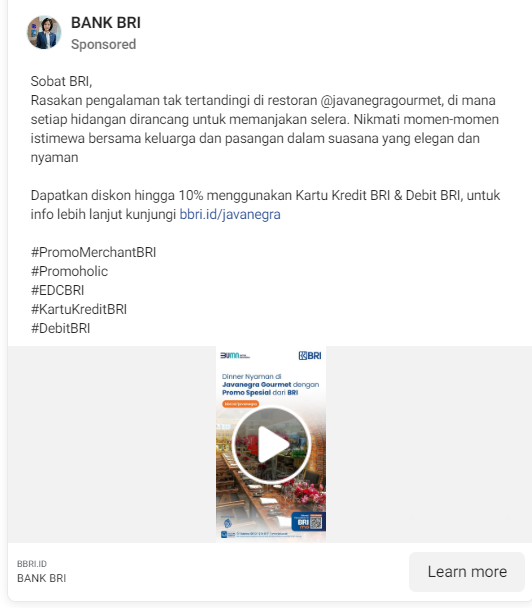 BANK BRI
Sponsored
Sobat BRI,
Rasakan pengalaman tak tertandingi di restoran @javanegragourmet, di mana
setiap hidangan dirancang untuk memanjakan selera. Nikmati momen-momen
istimewa bersama keluarga dan pasangan dalam suasana yang elegan dan
nyaman
Dapatkan diskon hingga 10% menggunakan Kartu Kredit BRI & Debit BRI, untuk
info lebih lanjut kunjungi bbri.id/javanegra
#PromoMerchantBRI
#Promoholic
#EDCBRI
#KartuKreditBRI
#DebitBRI
BUMN
BRI
Dinner Nyaman di
Javanegra Gourmet dengan
Promo Spesial dari BRI
BRI
BBRI.ID
BANK BRI
Learn more